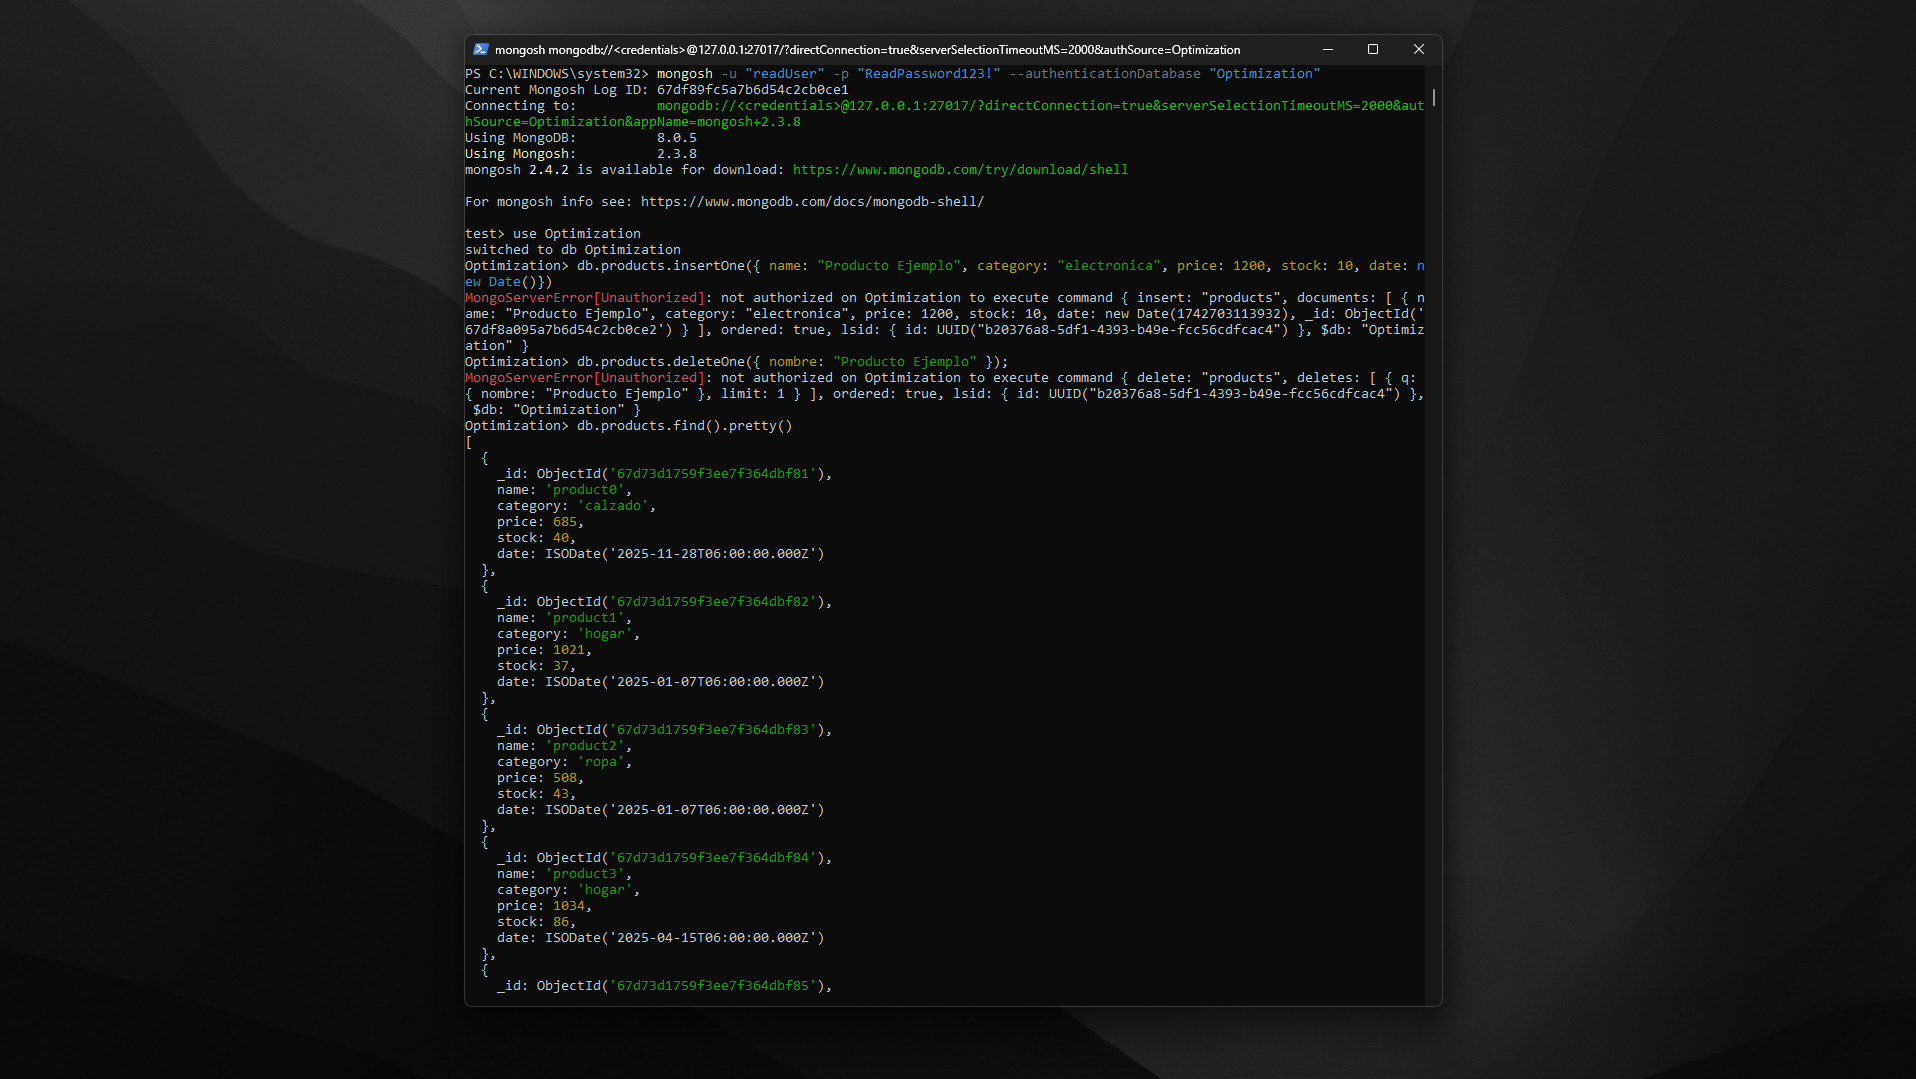 mongosh mongodb://<credentials>@127.0.0.1:27017/?directConnection=true&serverSelectionTimeoutMS=2000&authSource=Optimization
PS C:\WINDOWS\system32> mongosh -u "readUser" -p "ReadPassword123!" --authenticationDatabase "Optimization"
Current Mongosh Log ID: 67df89fc5a7b6d54c2cb0ce1
Connecting to:          mongodb://<credentials>@127.0.0.1:27017/?directConnection=true&serverSelectionTimeoutMS=2000&aut
hSource=Optimization&appName=mongosh+2.3.8
Using MongoDB:          8.0.5
Using Mongosh:          2.3.8
mongosh 2.4.2 is available for download: https://www.mongodb.com/try/download/shell
For mongosh info see: https://www.mongodb.com/docs/mongodb-shell/
test> use Optimization
switched to db Optimization
Optimization> db.products.insertOne({ name: "Producto Ejemplo", category: "electronica", price: 1200, stock: 10, date: n
ew Date()})
MongoServerError[Unauthorized]: not authorized on Optimization to execute command { insert: "products", documents: [ { n
ame: "Producto Ejemplo", category: "electronica", price: 1200, stock: 10, date: new Date(1742703113932), _id: ObjectId('
67df8a095a7b6d54c2cb0ce2') } ], ordered: true, lsid: { id: UUID("b20376a8-5df1-4393-b49e-fcc56cdfcac4") }, $db: "Optimiz
ation" }
Optimization> db.products.deleteOne({ nombre: "Producto Ejemplo" });
MongoServerError[Unauthorized]: not authorized on Optimization to execute command { delete: "products", deletes: [ { q:
{ nombre: "Producto Ejemplo" }, limit: 1 } ], ordered: true, lsid: { id: UUID("b20376a8-5df1-4393-b49e-fcc56cdfcac4") },
 $db: "Optimization" }
Optimization> db.products.find().pretty()
[
  {
    _id: ObjectId('67d73d1759f3ee7f364dbf81'),
    name: 'product0',
    category: 'calzado',
    price: 685,
    stock: 40,
    date: ISODate('2025-11-28T06:00:00.000Z')
  },
  {
    _id: ObjectId('67d73d1759f3ee7f364dbf82'),
    name: 'product1',
    category: 'hogar',
    price: 1021,
    stock: 37,
    date: ISODate('2025-01-07T06:00:00.000Z')
  },
  {
    _id: ObjectId('67d73d1759f3ee7f364dbf83'),
    name: 'product2',
    category: 'ropa',
    price: 508,
    stock: 43,
    date: ISODate('2025-01-07T06:00:00.000Z')
  },
  {
    _id: ObjectId('67d73d1759f3ee7f364dbf84'),
    name: 'product3',
    category: 'hogar',
    price: 1034,
    stock: 86,
    date: ISODate('2025-04-15T06:00:00.000Z')
  },
  {
    _id: ObjectId('67d73d1759f3ee7f364dbf85'),